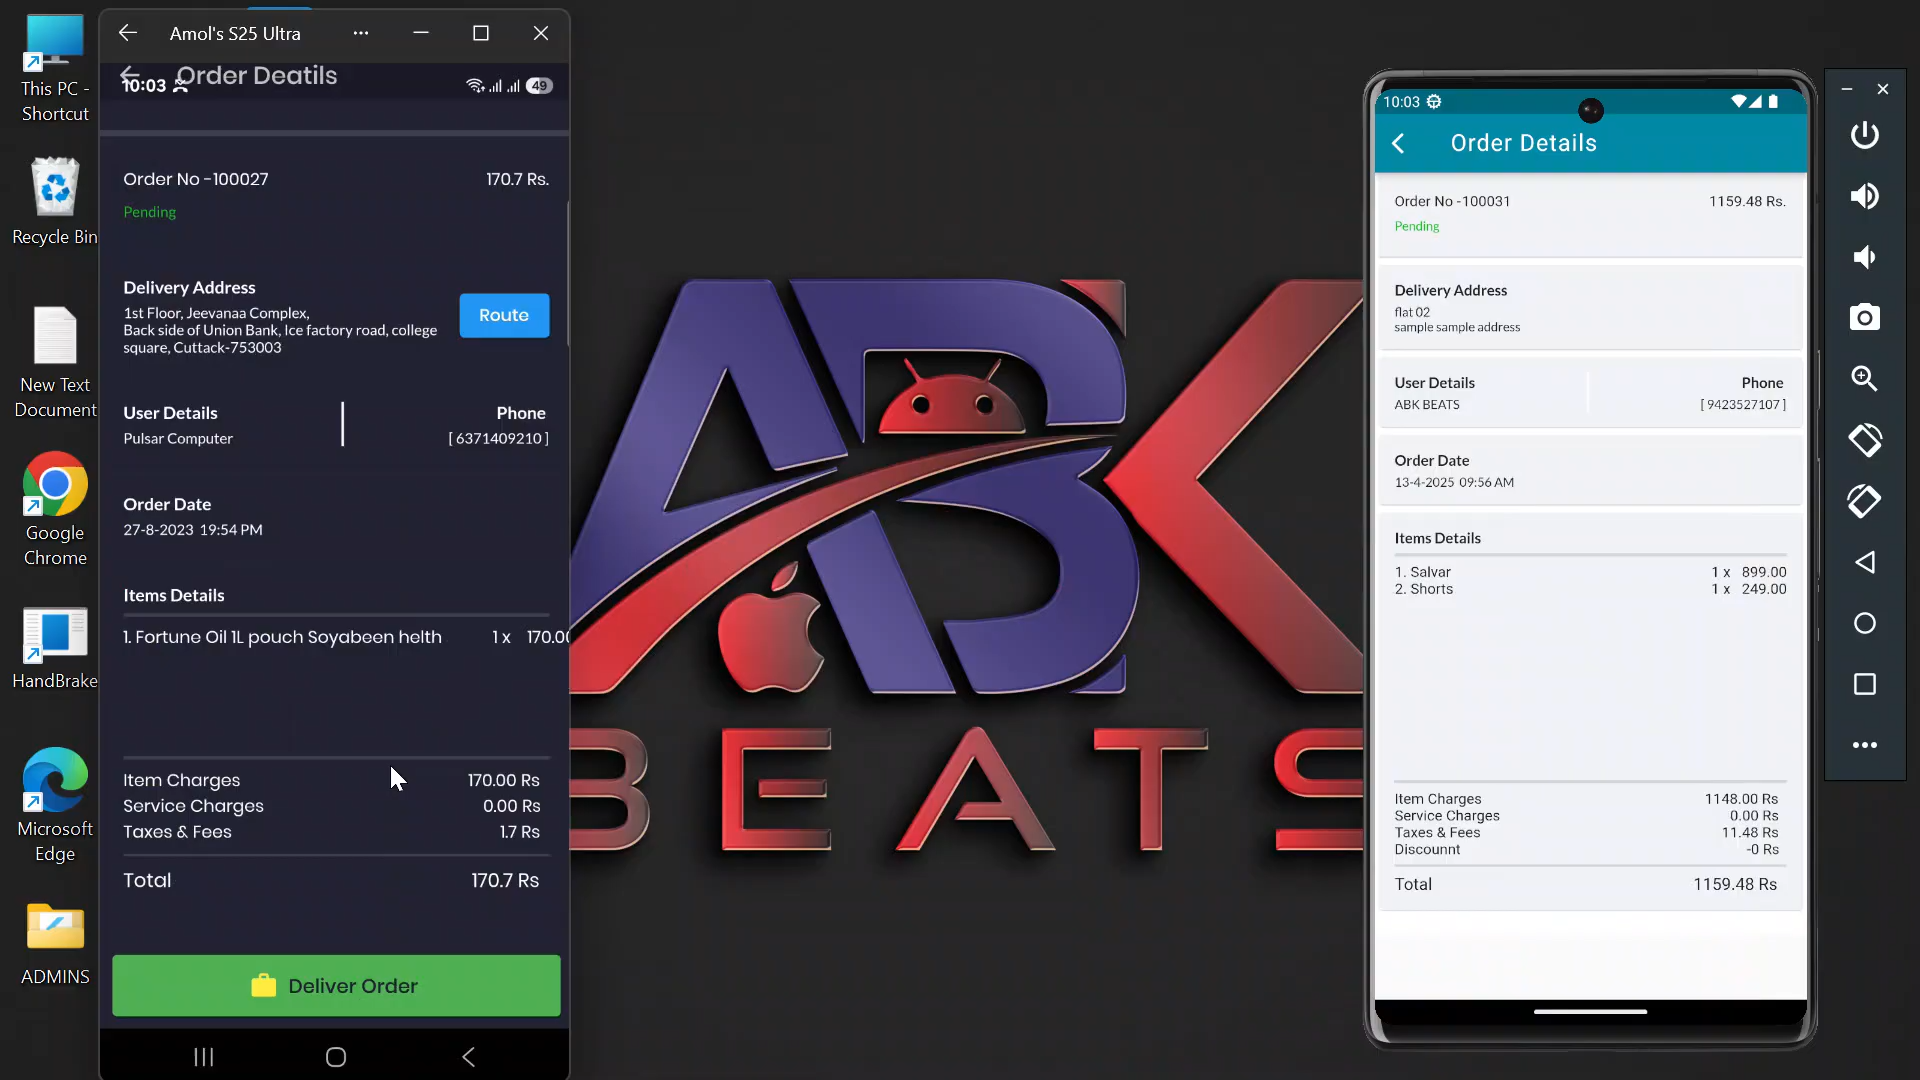 This PC -
Shortcut
Recycle Bin
New Text
Document
Google
Chrome
HandBrake
Microsoft
Edge
ADMINS
Amol's S25 Ultra
10:03
49
Order Deatils
Order No -100027 170.7 Rs.
Pending
Delivery Address
1st Floor, Jeevanaa Complex,
Back side of Union Bank, Ice factory road, college
square, Cuttack-753003
Route
User Details Phone
Pulsar Computer [ 6371409210 ]
Order Date
27-8-2023 19:54 PM
Items Details
1. Fortune Oil 1L pouch Soyabeen helth 1 x 170.00
Item Charges 170.00 Rs
Service Charges 0.00 Rs
Taxes & Fees 1.7 Rs
Total 170.7 Rs
Deliver Order
ABK
BEATS
10:03
Order Details
Order No -100031 1159.48 Rs.
Pending
Delivery Address
flat 02
sample sample address
User Details Phone
ABK BEATS [ 9423527107 ]
Order Date
13-4-2025 09:56 AM
Items Details
1. Salvar 1 x 899.00
2. Shorts 1 x 249.00
Item Charges 1148.00 Rs
Service Charges 0.00 Rs
Taxes & Fees 11.48 Rs
Discounnt -0 Rs
Total 1159.48 Rs